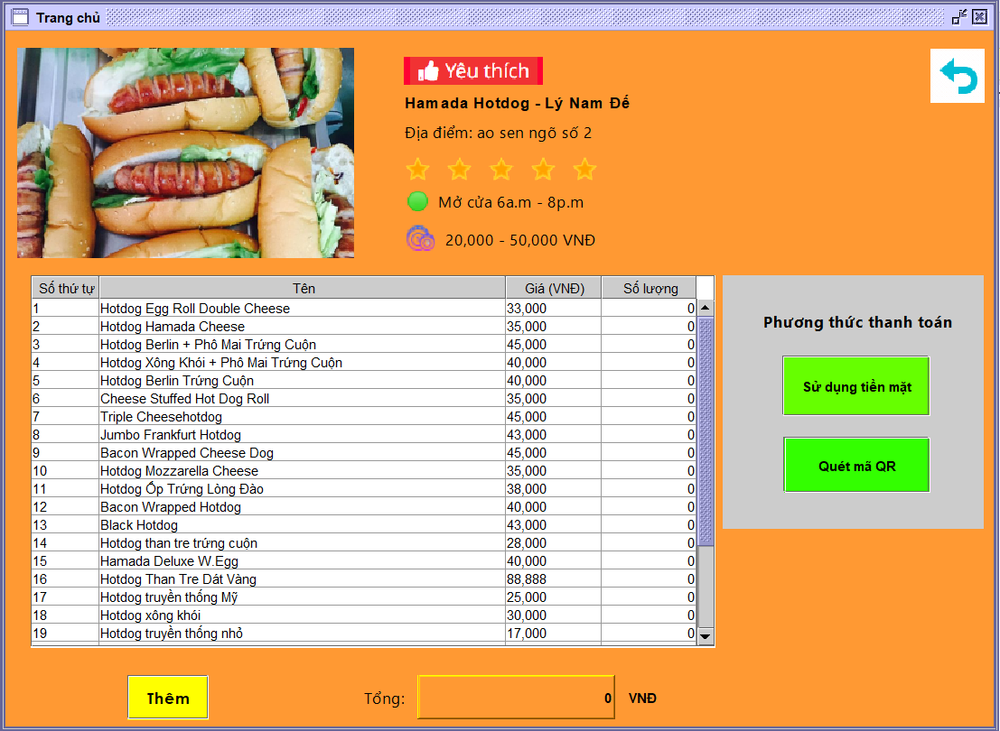 Trang chủ
Yêu thích
Hamada Hotdog - Lý Nam Đế
Địa điểm: ao sen ngõ số 2
Mở cửa 6a.m - 8p.m
20,000 - 50,000 VNĐ
Số thứ tự Tên Giá (VNĐ) Số lượng
1 Hotdog Egg Roll Double Cheese 33,000 0
2 Hotdog Hamada Cheese 35,000 0
3 Hotdog Berlin + Phô Mai Trứng Cuộn 45,000 0
4 Hotdog Xông Khói + Phô Mai Trứng Cuộn 40,000 0
5 Hotdog Berlin Trứng Cuộn 40,000 0
6 Cheese Stuffed Hot Dog Roll 35,000 0
7 Triple Cheesehotdog 45,000 0
8 Jumbo Frankfurt Hotdog 43,000 0
9 Bacon Wrapped Cheese Dog 45,000 0
10 Hotdog Mozzarella Cheese 35,000 0
11 Hotdog Ốp Trứng Lòng Đào 38,000 0
12 Bacon Wrapped Hotdog 40,000 0
13 Black Hotdog 43,000 0
14 Hotdog than tre trứng cuộn 28,000 0
15 Hamada Deluxe W.Egg 40,000 0
16 Hotdog Than Tre Dát Vàng 88,888 0
17 Hotdog truyền thống Mỹ 25,000 0
18 Hotdog xông khói 30,000 0
19 Hotdog truyền thống nhỏ 17,000 0
Phương thức thanh toán
Sử dụng tiền mặt
Quét mã QR
Thêm
Tổng: 0 VNĐ